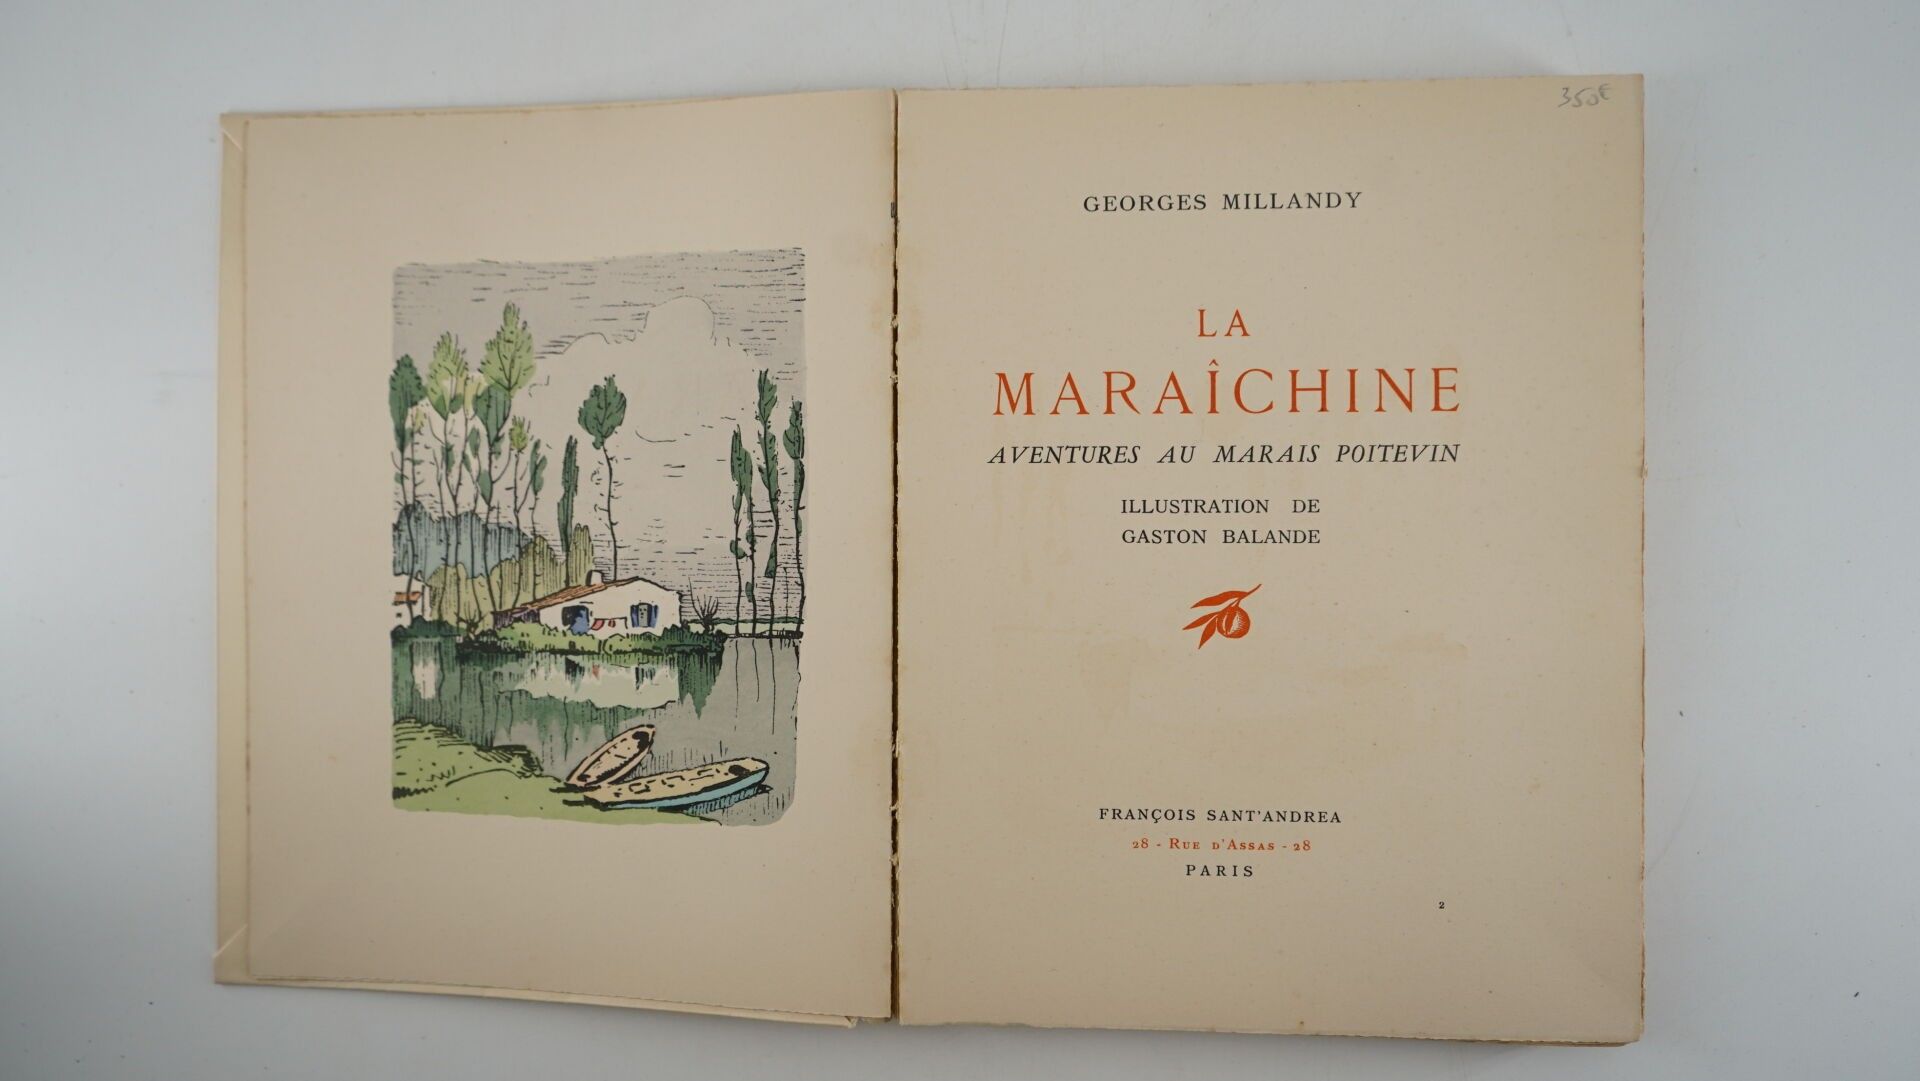 350€
GEORGES MILLANDY
LA
MARAÎCHINE
AVENTURES AU MARAIS POITEVIN
ILLUSTRATION DE
GASTON BALANDE
FRANÇOIS SANT'ANDREA
28 - RUE D'ASSAS - 28
PARIS
2